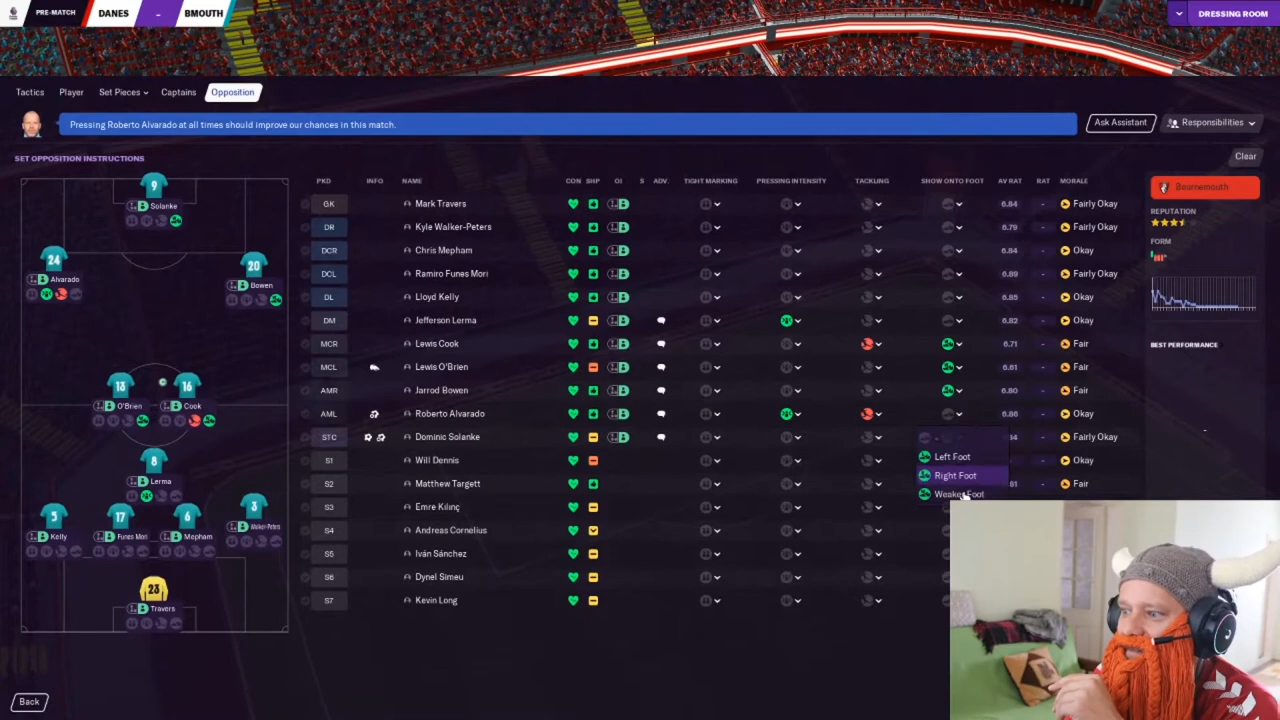 PRE-MATCH DANES - BMOUTH DRESSING ROOM
Tactics Player Set Pieces Captains Opposition
Pressing Roberto Alvarado at all times should improve our chances in this match. Ask Assistant Responsibilities
SET OPPOSITION INSTRUCTIONS Clear
PKD INFO NAME CON SHP OI S ADV. TIGHT MARKING PRESSING INTENSITY TACKLING SHOW ONTO FOOT AV RAT RAT MORALE
GK Mark Travers 6.84 - Fairly Okay
DR Kyle Walker-Peters 6.79 - Fairly Okay
DCR Chris Mepham 6.84 - Okay
DCL Ramiro Funes Mori 6.89 - Fairly Okay
DL Lloyd Kelly 6.85 - Okay
DM Jefferson Lerma 6.82 - Okay
MCR Lewis Cook 6.71 - Fair
MCL Lewis O'Brien 6.61 - Fair
AMR Jarrod Bowen 6.80 - Fair
AML Roberto Alvarado 6.86 - Okay
STC Dominic Solanke - Fairly Okay
S1 Will Dennis - Okay
S2 Matthew Targett - Fair
S3 Emre Kılınç
S4 Andreas Cornelius
S5 Iván Sánchez
S6 Dynel Simeu
S7 Kevin Long
Left Foot
Right Foot
Weaker Foot
9
Solanke
24
Alvarado
20
Bowen
13
O'Brien
16
Cook
8
Lerma
5
Kelly
17
Funes Mori
6
Mepham
3
Walker-Peters
23
Travers
Bournemouth
REPUTATION
FORM
BEST PERFORMANCE
-
Back